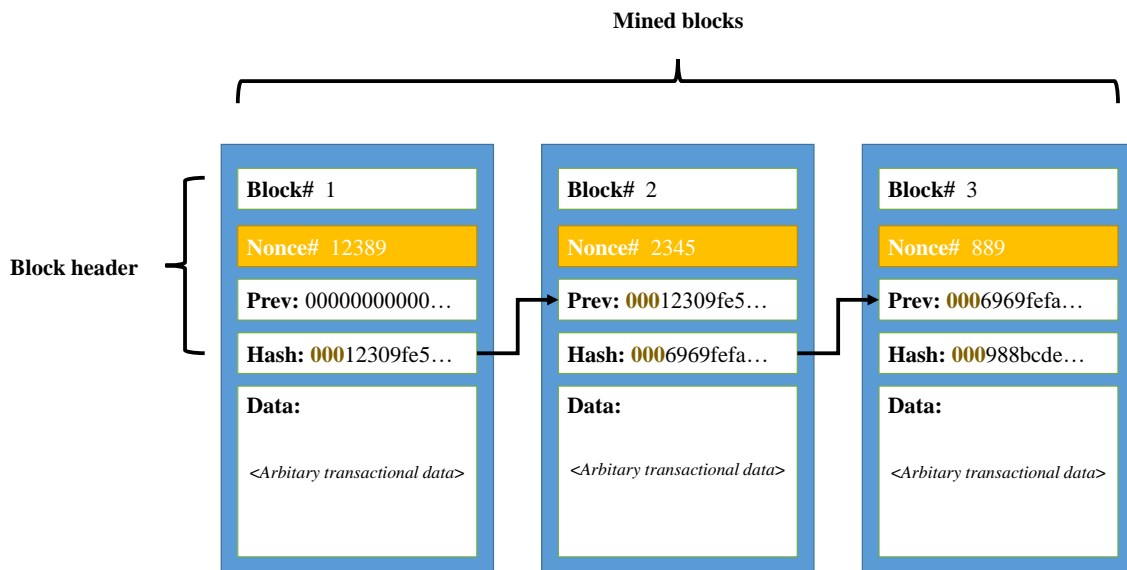 Mined blocks
Block header
Block# 1
Nonce# 12389
Prev: 00000000000…
Hash: 00012309fe5…
Data:
<Arbitary transactional data>
Block# 2
Nonce# 2345
Prev: 00012309fe5…
Hash: 0006969fefa…
Data:
<Arbitary transactional data>
Block# 3
Nonce# 889
Prev: 0006969fefa…
Hash: 000988bcde…
Data:
<Arbitary transactional data>